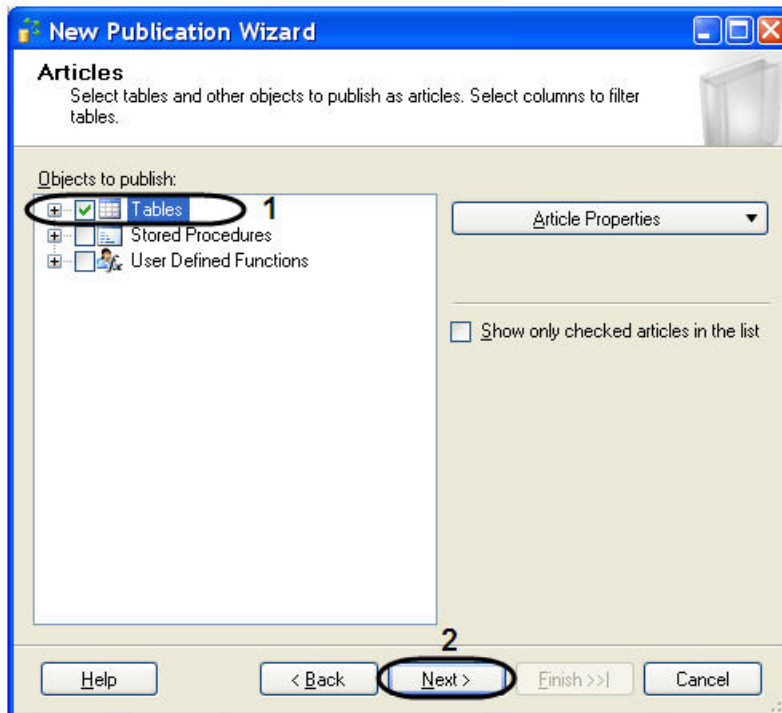 New Publication Wizard
Articles
Select tables and other objects to publish as articles. Select columns to filter
tables.
Objects to publish:
Tables
1
Stored Procedures
User Defined Functions
Article Properties
Show only checked articles in the list
2
Help
< Back
Next >
Finish >>|
Cancel